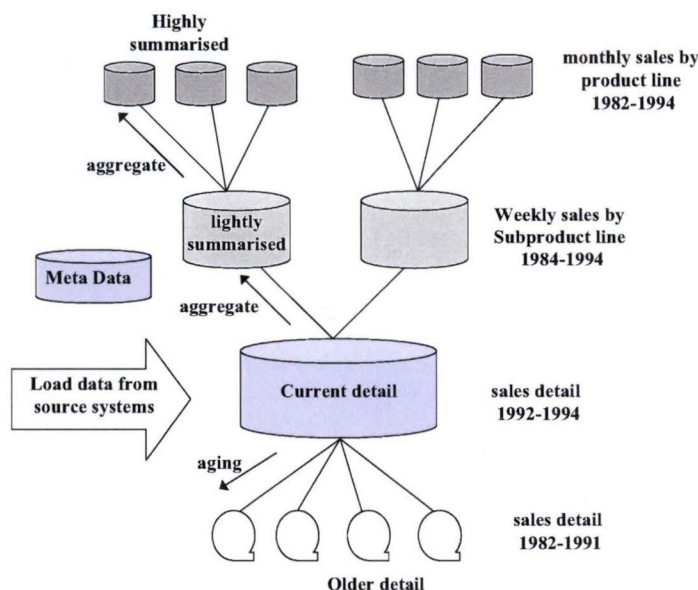 Highly
summarised
monthly sales by
product line
1982-1994
aggregate
lightly
summarised
Weekly sales by
Subproduct line
1984-1994
Meta Data
aggregate
Load data from
source systems
Current detail
sales detail
1992-1994
aging
sales detail
1982-1991
Older detail